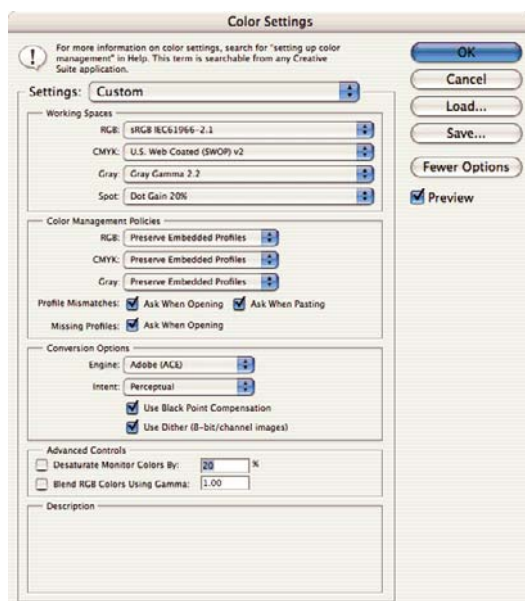 Color Settings
For more information on color settings, search for "setting up color
management" in Help. This term is searchable from any Creative
Suite application.
Settings: Custom
Working Spaces
RGB: sRGB IEC61966-2.1
CMYK: U.S. Web Coated (SWOP) v2
Gray: Gray Gamma 2.2
Spot: Dot Gain 20%
Color Management Policies
RGB: Preserve Embedded Profiles
CMYK: Preserve Embedded Profiles
Gray: Preserve Embedded Profiles
Profile Mismatches: Ask When Opening Ask When Pasting
Missing Profiles: Ask When Opening
Conversion Options
Engine: Adobe (ACE)
Intent: Perceptual
Use Black Point Compensation
Use Dither (8-bit/channel images)
Advanced Controls
Desaturate Monitor Colors By: 20 %
Blend RGB Colors Using Gamma: 1.00
Description
OK
Cancel
Load...
Save...
Fewer Options
Preview